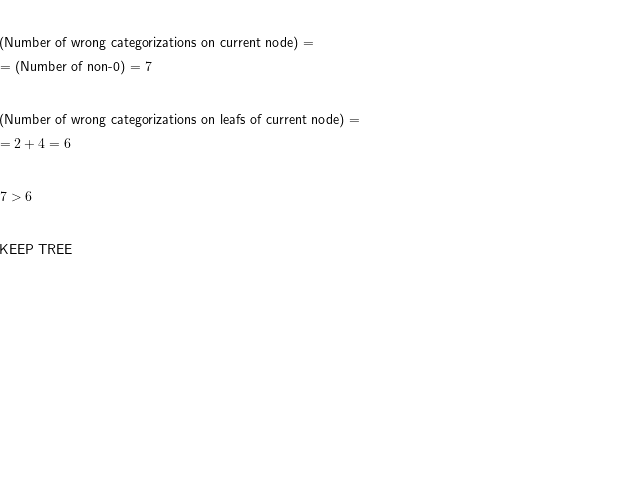 (Number of wrong categorizations on current node) =
= (Number of non-0) = 7
(Number of wrong categorizations on leafs of current node) =
= 2 + 4 = 6
7 > 6
KEEP TREE